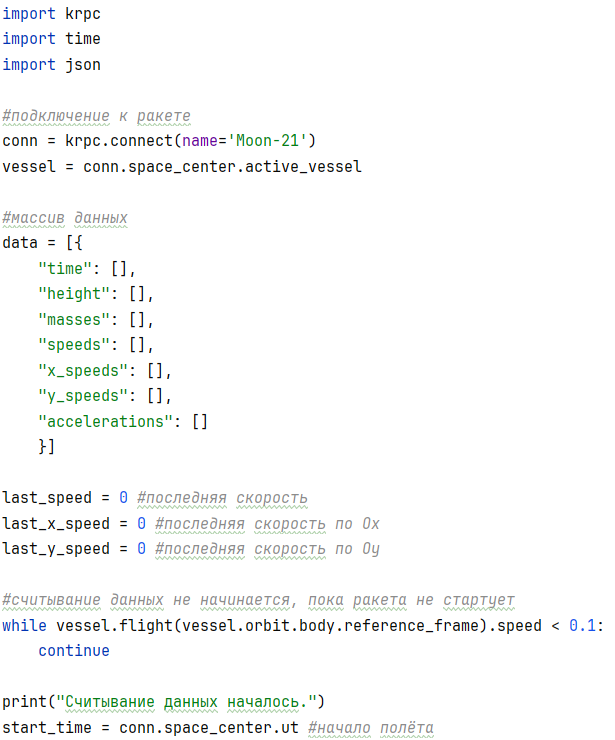 import krpc
import time
import json
#подключение к ракете
conn = krpc.connect(name='Moon-21')
vessel = conn.space_center.active_vessel
#массив данных
data = [{
    "time": [],
    "height": [],
    "masses": [],
    "speeds": [],
    "x_speeds": [],
    "y_speeds": [],
    "accelerations": []
    }]
last_speed = 0 #последняя скорость
last_x_speed = 0 #последняя скорость по Ox
last_y_speed = 0 #последняя скорость по Oy
#считывание данных не начинается, пока ракета не стартует
while vessel.flight(vessel.orbit.body.reference_frame).speed < 0.1:
    continue
print("Считывание данных началось.")
start_time = conn.space_center.ut #начало полёта